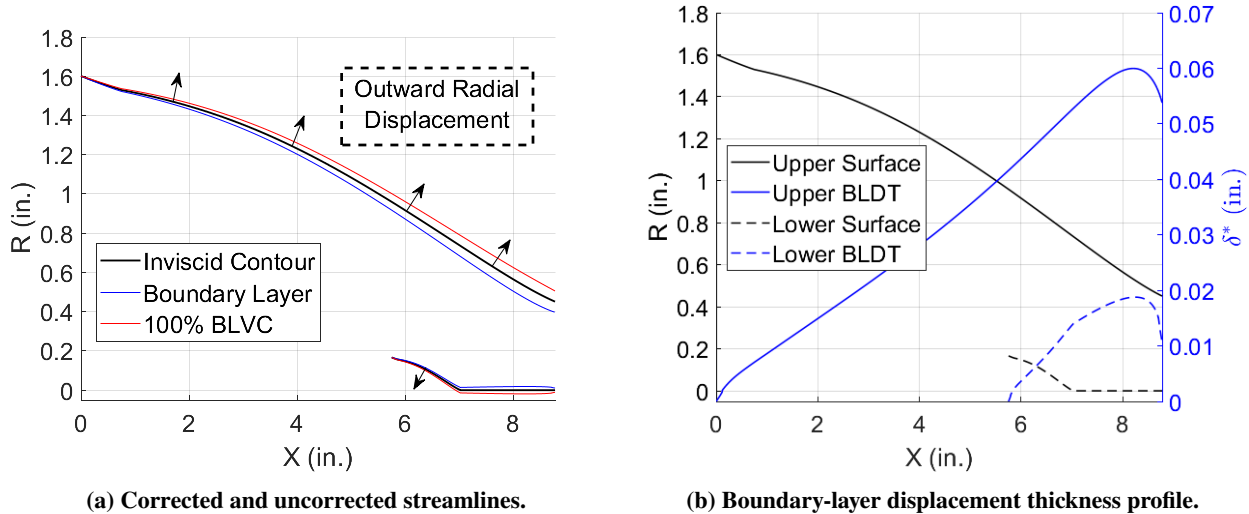 1.8
1.6
1.4
1.2
1
0.8
0.6
0.4
0.2
0
R (in.)
0 2 4 6 8
X (in.)
Outward Radial
Displacement
Inviscid Contour
Boundary Layer
100% BLVC
(a) Corrected and uncorrected streamlines.
1.8
1.6
1.4
1.2
1
0.8
0.6
0.4
0.2
0
R (in.)
0 2 4 6 8
X (in.)
Upper Surface
Upper BLDT
Lower Surface
Lower BLDT
0.07
0.06
0.05
0.04
0.03
0.02
0.01
0
δ* (in.)
(b) Boundary-layer displacement thickness profile.